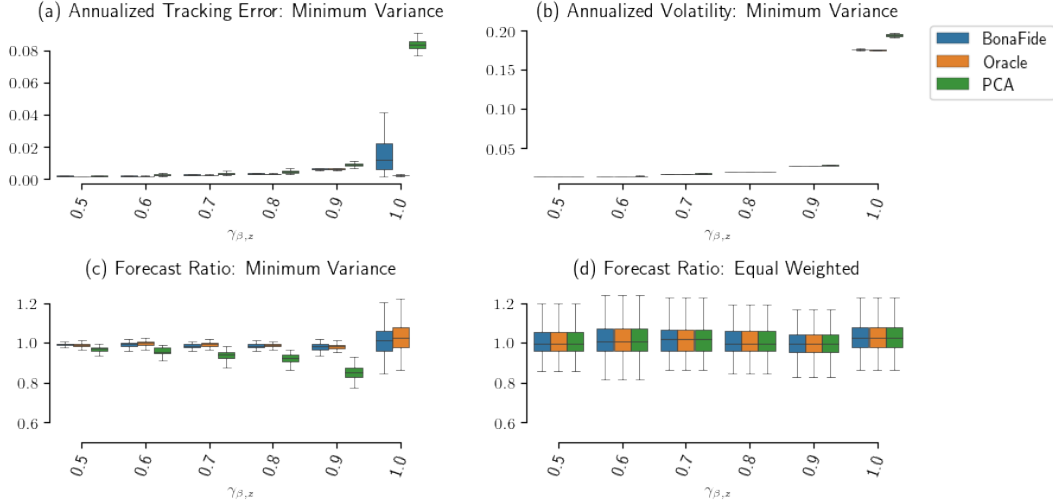 (a) Annualized Tracking Error: Minimum Variance
0.08
0.06
0.04
0.02
0.00
0.5 0.6 0.7 0.8 0.9 1.0
γβ,z
(b) Annualized Volatility: Minimum Variance
0.20
0.15
0.10
0.05
0.5 0.6 0.7 0.8 0.9 1.0
γβ,z
BonaFide
Oracle
PCA
(c) Forecast Ratio: Minimum Variance
1.2
1.0
0.8
0.6
0.5 0.6 0.7 0.8 0.9 1.0
γβ,z
(d) Forecast Ratio: Equal Weighted
1.2
1.0
0.8
0.6
0.5 0.6 0.7 0.8 0.9 1.0
γβ,z